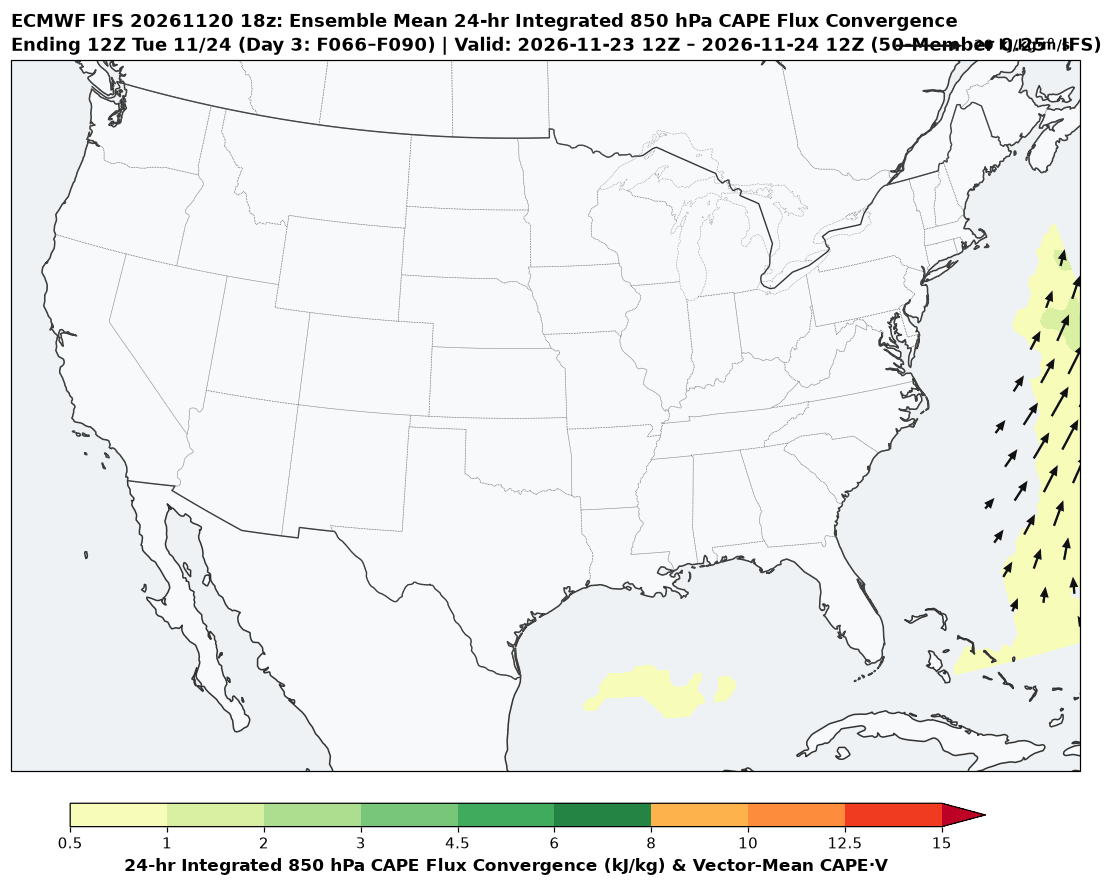 ECMWF IFS 20261120 18z: Ensemble Mean 24-hr Integrated 850 hPa CAPE Flux Convergence
Ending 12Z Tue 11/24 (Day 3: F066–F090) | Valid: 2026-11-23 12Z – 2026-11-24 12Z (50-Member 0.25° IFS)
0.5 1 2 3 4.5 6 8 10 12.5 15
24-hr Integrated 850 hPa CAPE Flux Convergence (kJ/kg) & Vector-Mean CAPE·V